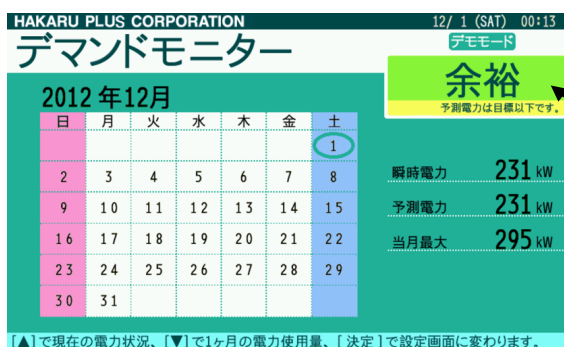 HAKARU PLUS CORPORATION 12/ 1 (SAT) 00:13
デマンドモニター
デモモード
余裕
予測電力は目標以下です。
2012 年12月
日 月 火 水 木 金 土
1
2 3 4 5 6 7 8
9 10 11 12 13 14 15
16 17 18 19 20 21 22
23 24 25 26 27 28 29
30 31
瞬時電力 231 kW
予測電力 231 kW
当月最大 295 kW
[▲]で現在の電力状況、[▼]で1ヶ月の電力使用量、[ 決定 ]で設定画面に変わります。